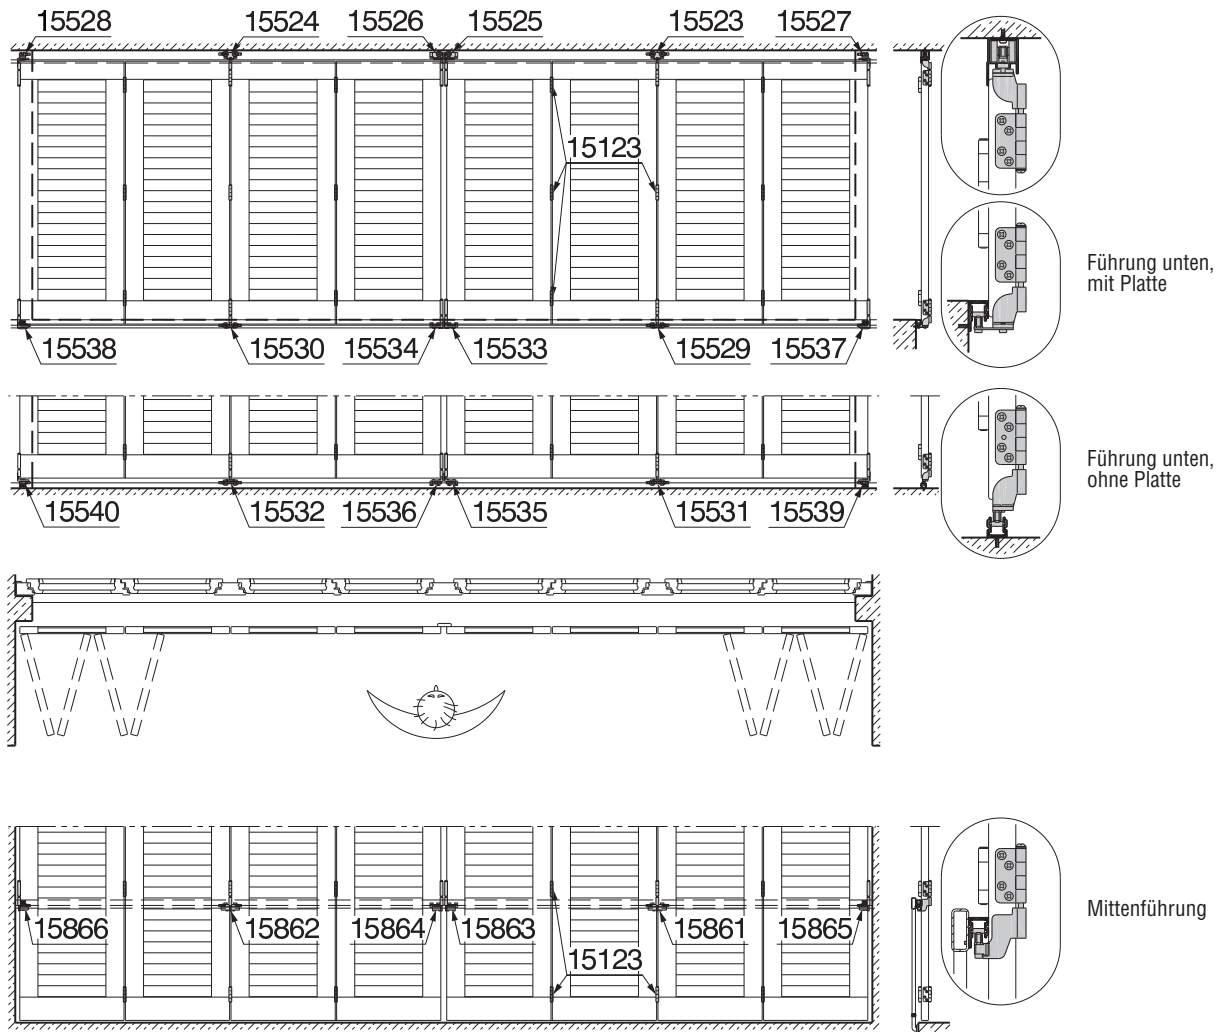 15528 15524 15526 15525 15523 15527
15123
Führung unten,
mit Platte
15538 15530 15534 15533 15529 15537
Führung unten,
ohne Platte
15540 15532 15536 15535 15531 15539
15866 15862 15864 15863 15861 15865
Mittenführung
15123